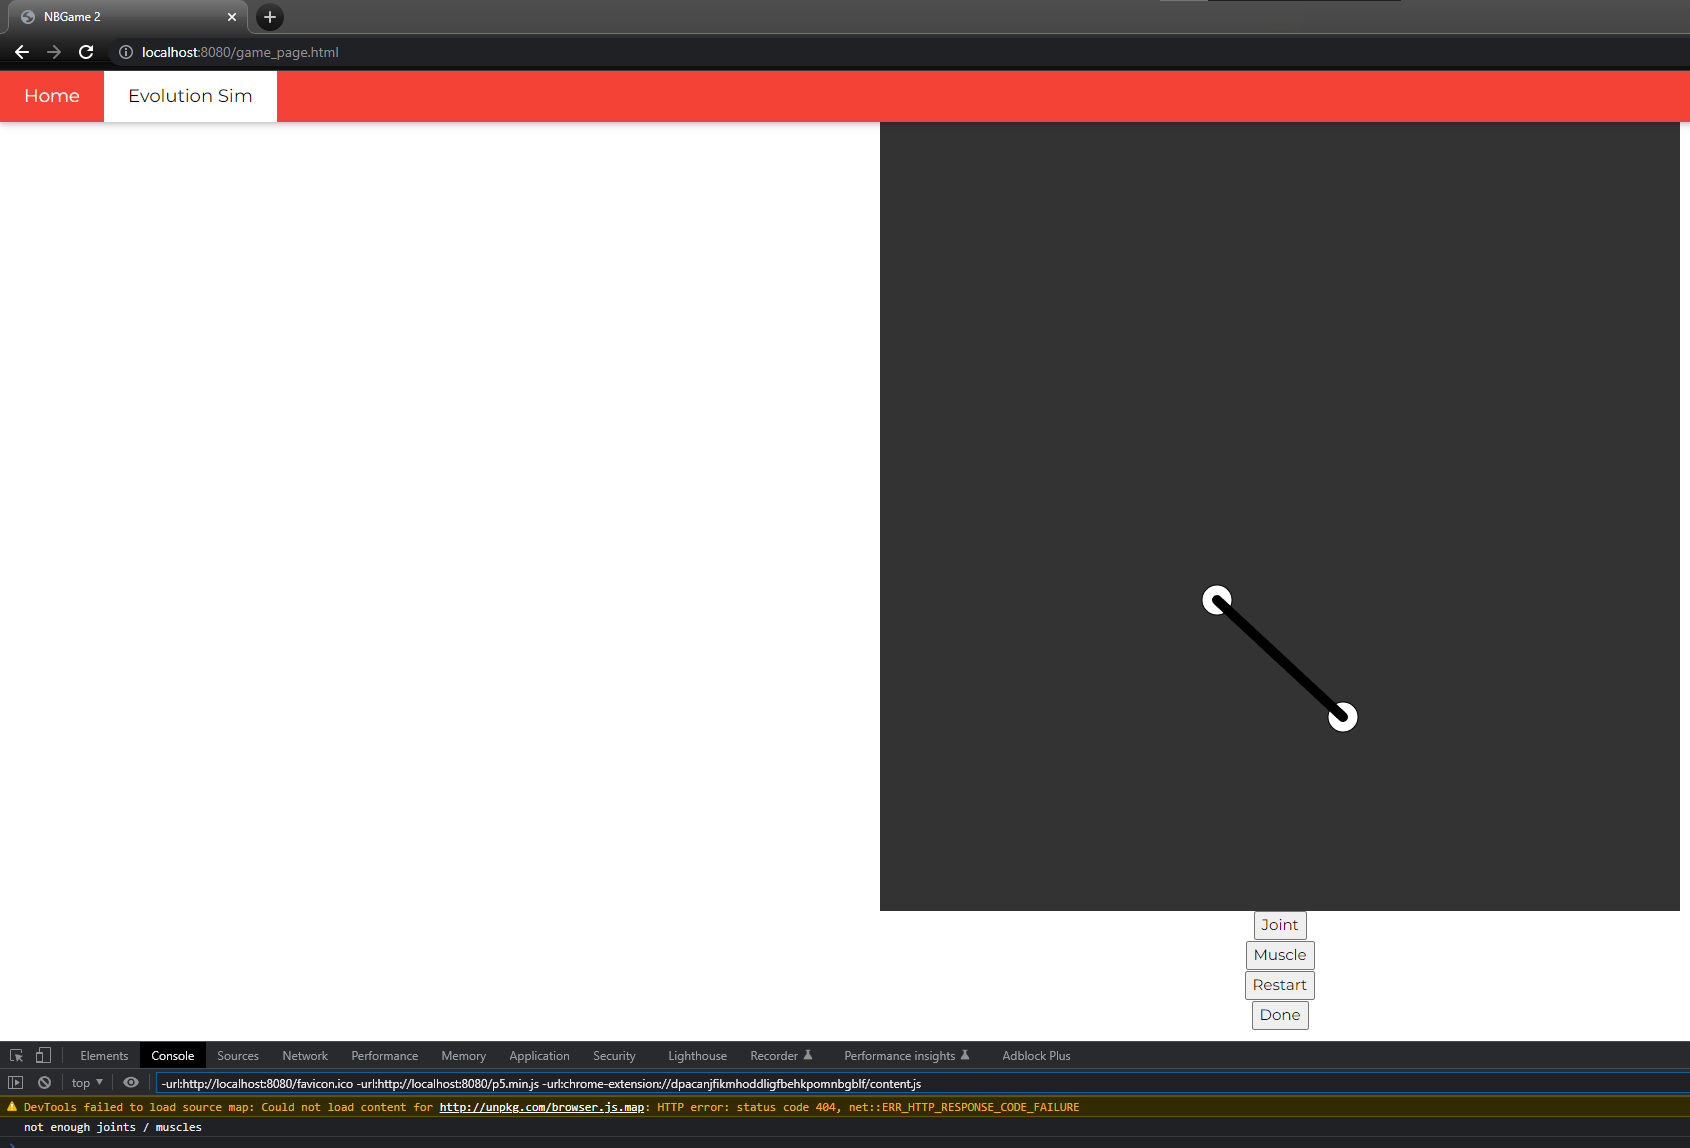 NBGame 2
localhost:8080/game_page.html
Home Evolution Sim
Joint
Muscle
Restart
Done
Elements Console Sources Network Performance Memory Application Security Lighthouse Recorder Performance insights Adblock Plus
top -url:http://localhost:8080/favicon.ico -url:http://localhost:8080/p5.min.js -url:chrome-extension://dpacanjfikmhoddligfbehkpomnbgblf/content.js
DevTools failed to load source map: Could not load content for http://unpkg.com/browser.js.map: HTTP error: status code 404, net::ERR_HTTP_RESPONSE_CODE_FAILURE
not enough joints / muscles